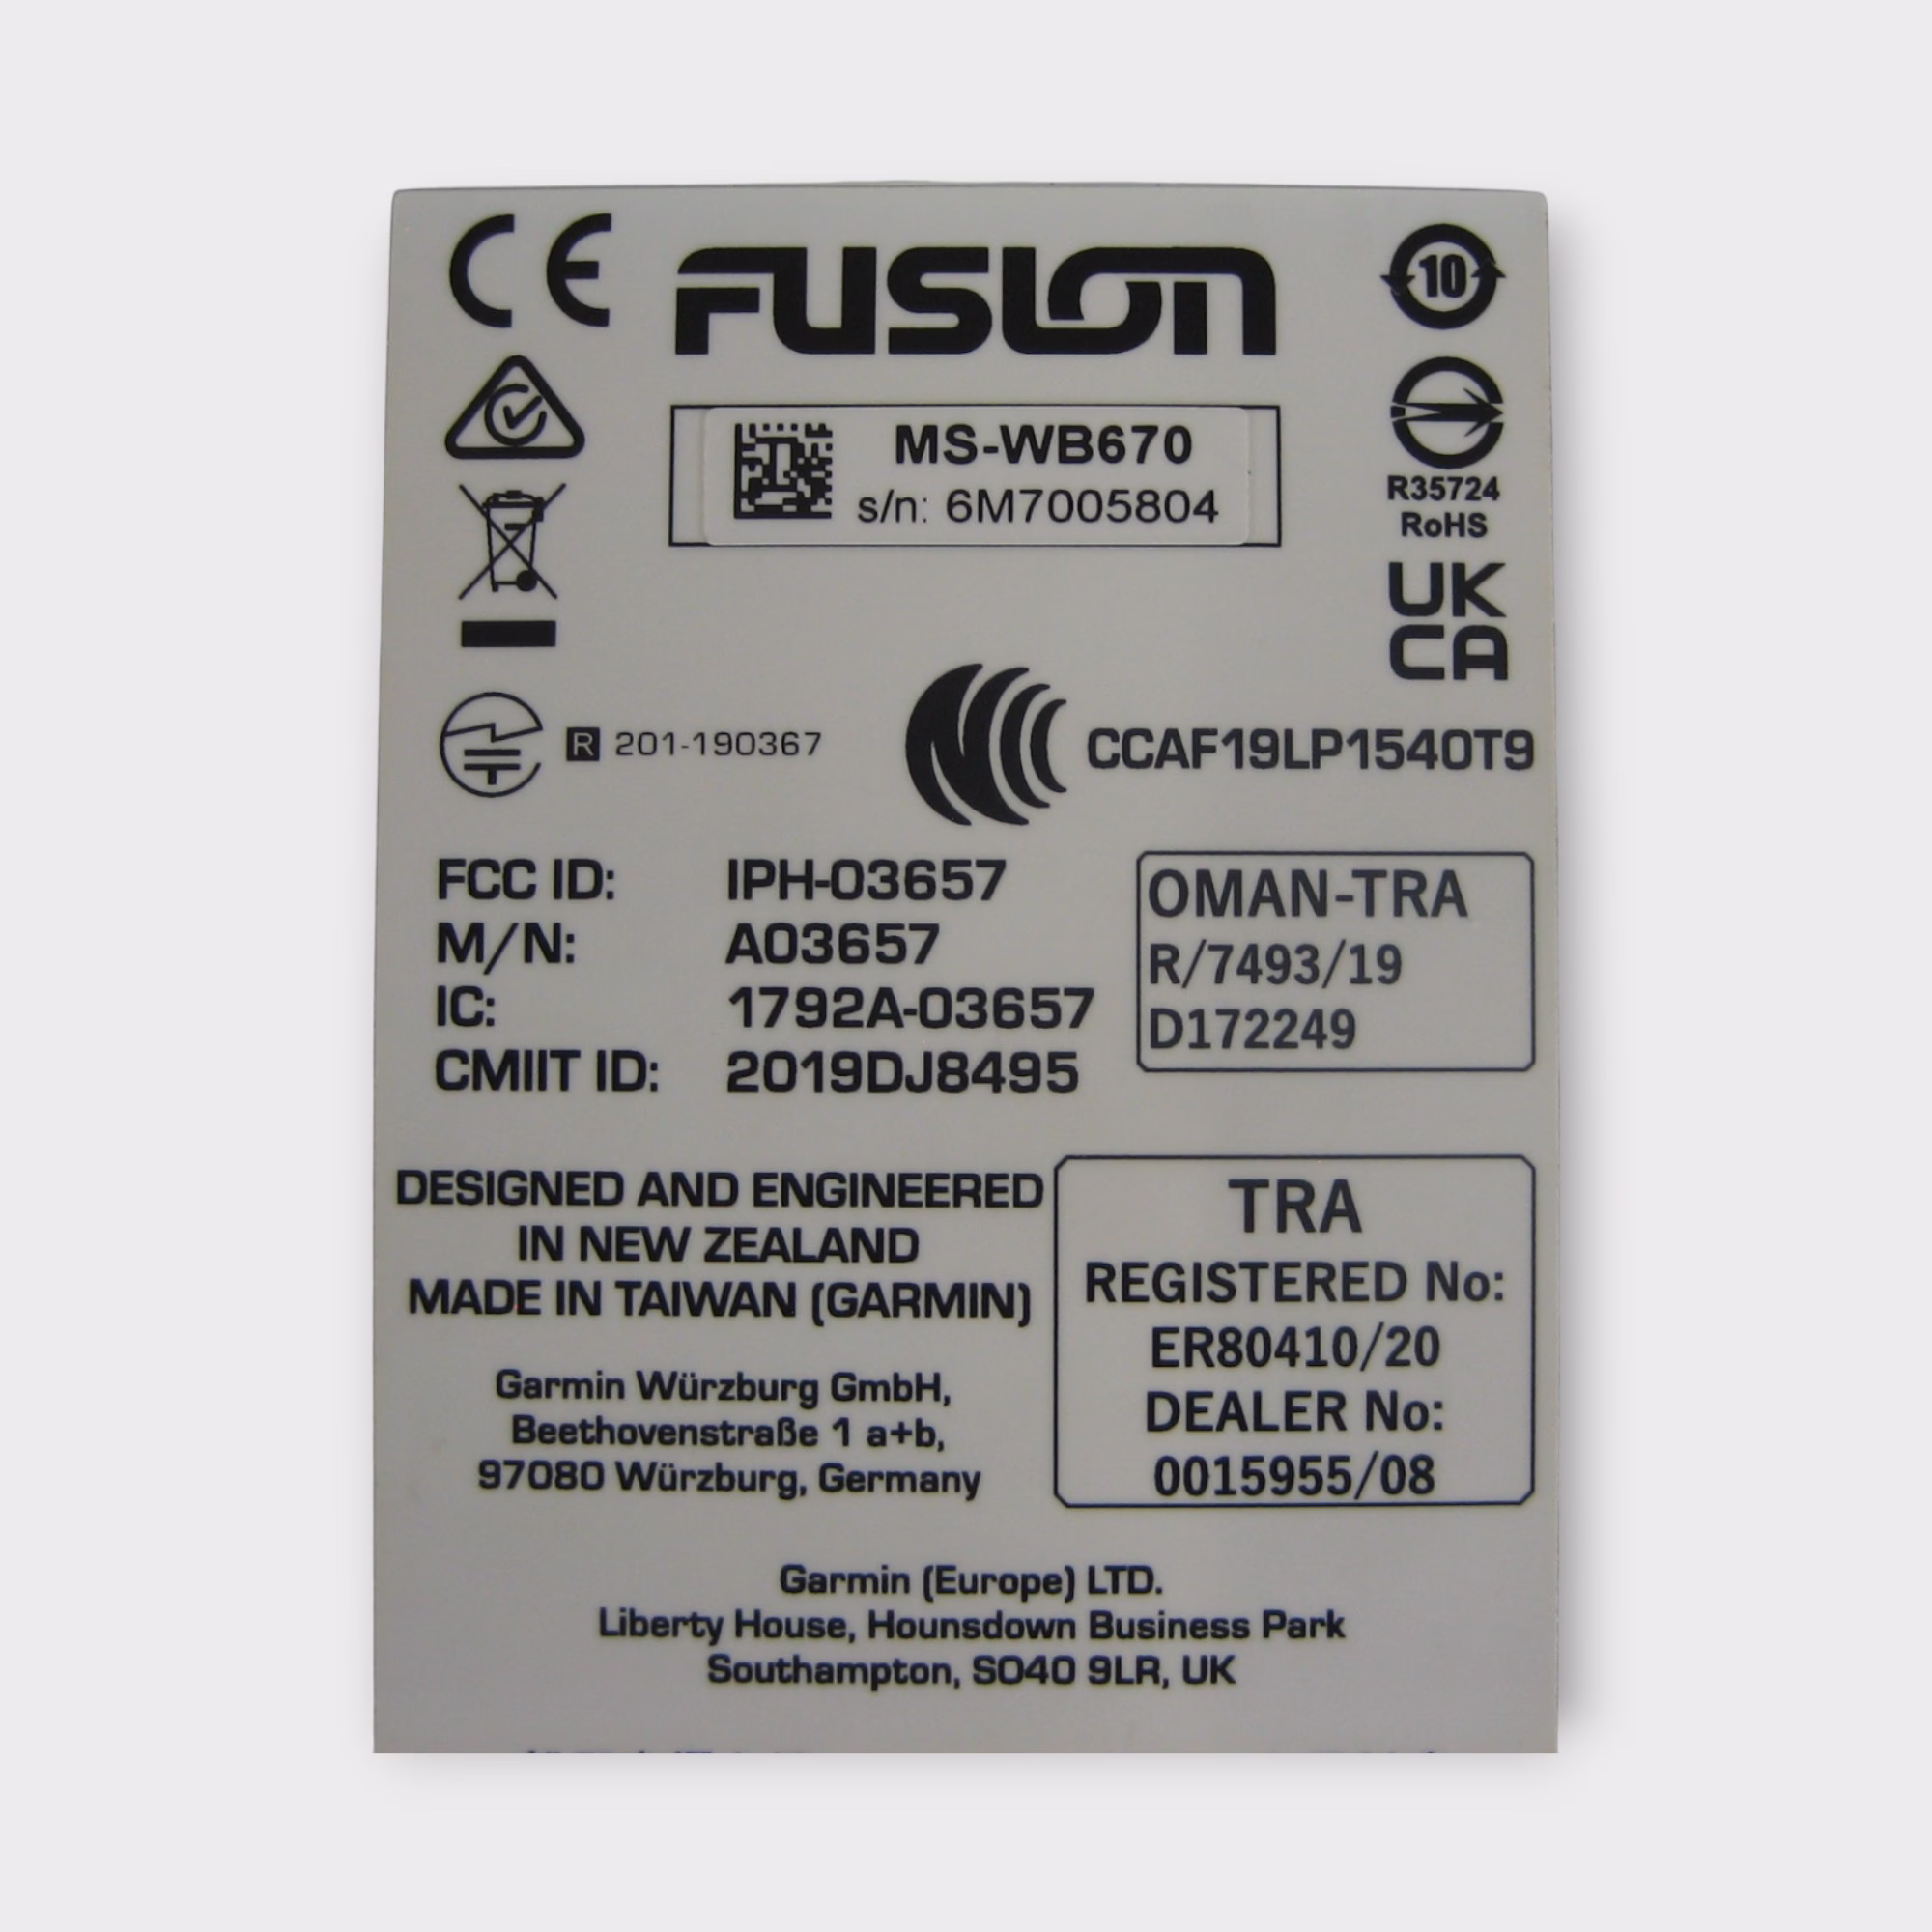 CE
FUSION
10
MS-WB670
s/n: 6M7005804
R35724
RoHS
UK
CA
R 201-190367
CCAF19LP1540T9
FCC ID: IPH-03657
M/N: A03657
IC: 1792A-03657
CMIIT ID: 2019DJ8495
OMAN-TRA
R/7493/19
D172249
DESIGNED AND ENGINEERED
IN NEW ZEALAND
MADE IN TAIWAN (GARMIN)
TRA
REGISTERED No:
ER80410/20
DEALER No:
0015955/08
Garmin Würzburg GmbH,
Beethovenstraße 1 a+b,
97080 Würzburg, Germany
Garmin (Europe) LTD.
Liberty House, Hounsdown Business Park
Southampton, SO40 9LR, UK